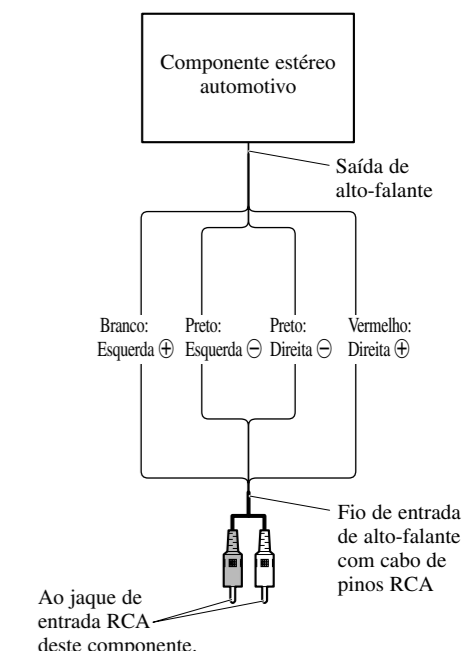 Componente estéreo
automotivo
Saída de
alto-falante
Branco:
Esquerda ⊕
Preto:
Esquerda ⊖
Preto:
Direita ⊖
Vermelho:
Direita ⊕
Fio de entrada
de alto-falante
com cabo de
pinos RCA
Ao jaque de
entrada RCA
deste componente.